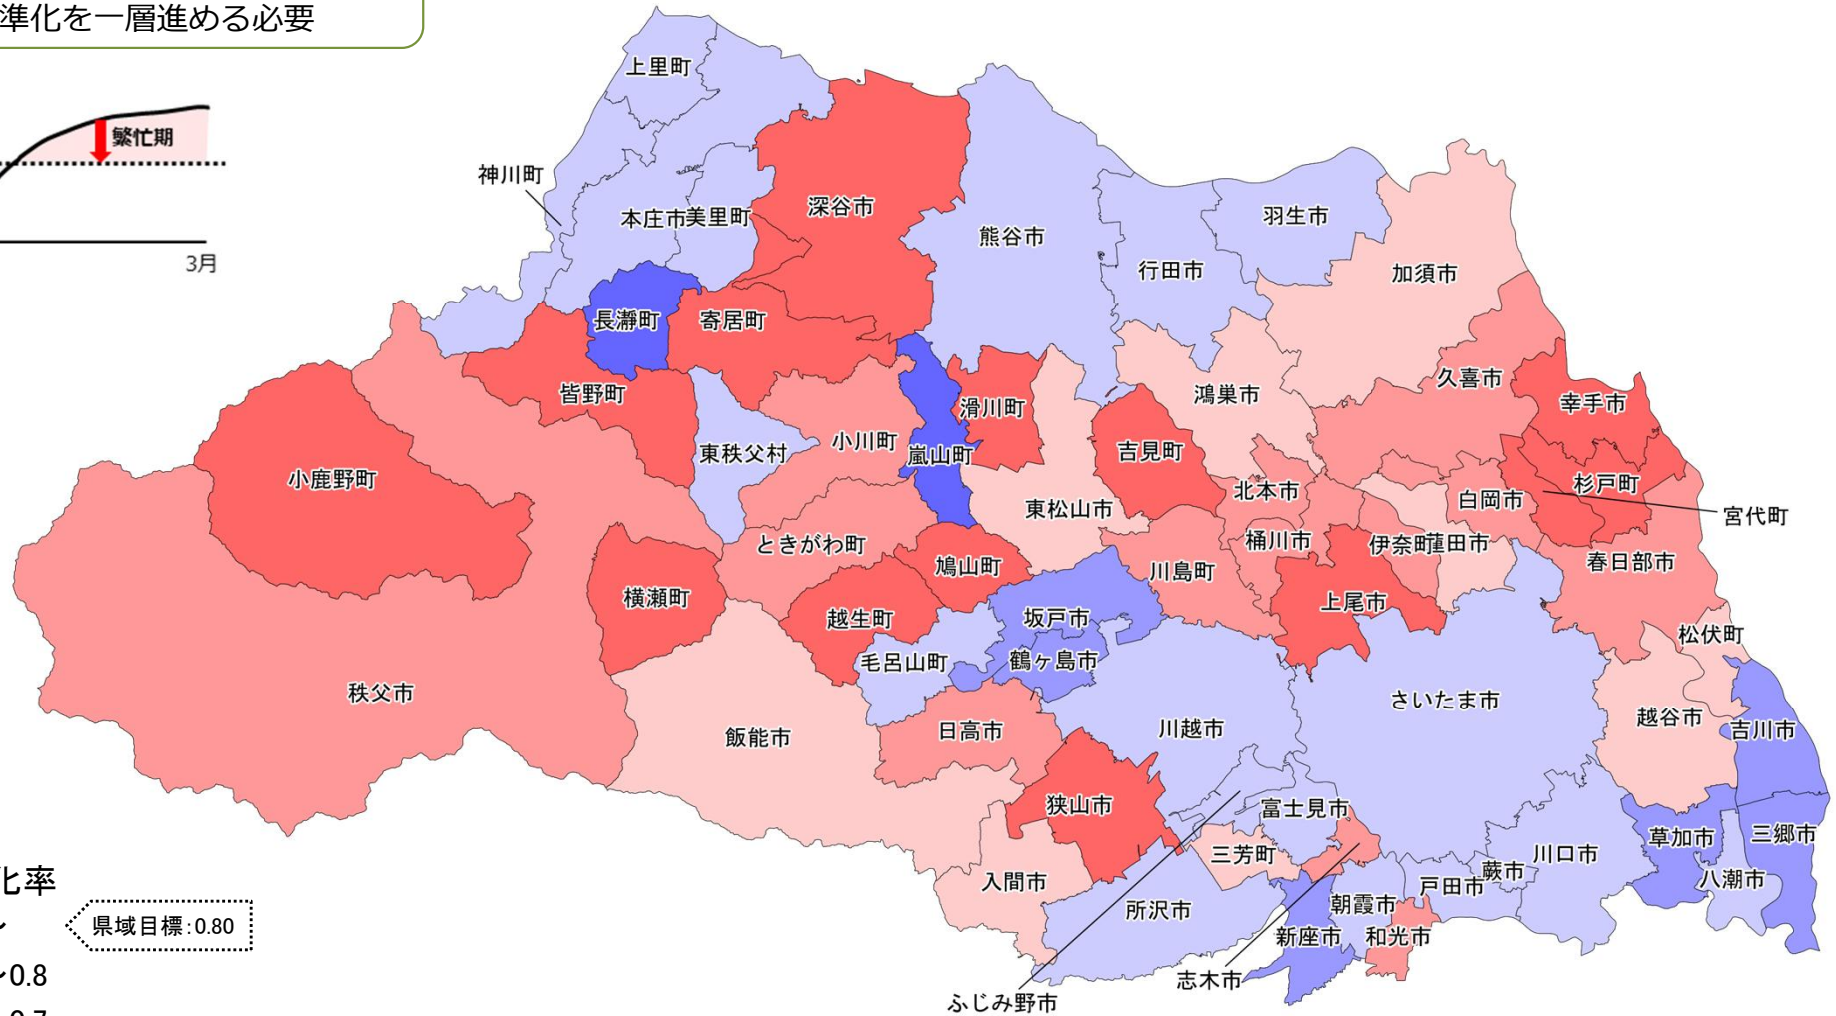 準化を一層進める必要
繁忙期
3月
上里町
神川町
本庄市
美里町
深谷市
熊谷市
行田市
羽生市
加須市
長瀞町
寄居町
皆野町
東秩父村
小川町
嵐山町
滑川町
東松山市
吉見町
鴻巣市
久喜市
幸手市
杉戸町
宮代町
白岡市
北本市
桶川市
伊奈町
蓮田市
春日部市
小鹿野町
秩父市
横瀬町
ときがわ町
鳩山町
越生町
毛呂山町
坂戸市
鶴ヶ島市
川島町
上尾市
松伏町
越谷市
吉川市
さいたま市
川越市
日高市
飯能市
狭山市
入間市
所沢市
三芳町
富士見市
ふじみ野市
志木市
新座市
朝霞市
和光市
戸田市
蕨市
川口市
草加市
八潮市
三郷市
化率
～
県域目標：0.80
～0.8